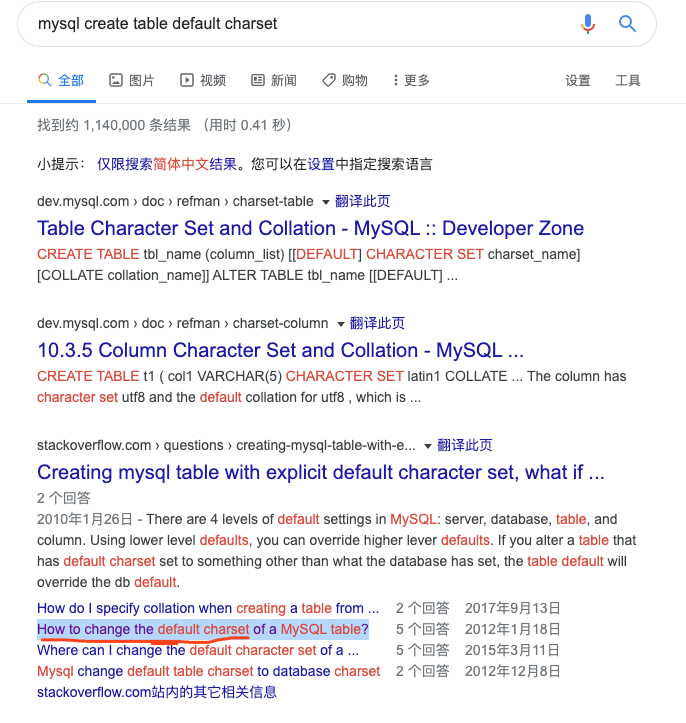 mysql create table default charset
全部 图片 视频 新闻 购物 更多 设置 工具
找到约 1,140,000 条结果 （用时 0.41 秒）
小提示： 仅限搜索简体中文结果。您可以在设置中指定搜索语言
dev.mysql.com › doc › refman › charset-table 翻译此页
Table Character Set and Collation - MySQL :: Developer Zone
CREATE TABLE tbl_name (column_list) [[DEFAULT] CHARACTER SET charset_name]
[COLLATE collation_name]] ALTER TABLE tbl_name [[DEFAULT] ...
dev.mysql.com › doc › refman › charset-column 翻译此页
10.3.5 Column Character Set and Collation - MySQL ...
CREATE TABLE t1 ( col1 VARCHAR(5) CHARACTER SET latin1 COLLATE ... The column has
character set utf8 and the default collation for utf8 , which is ...
stackoverflow.com › questions › creating-mysql-table-with-e... 翻译此页
Creating mysql table with explicit default character set, what if ...
2 个回答
2010年1月26日 - There are 4 levels of default settings in MySQL: server, database, table, and
column. Using lower level defaults, you can override higher lever defaults. If you alter a table that
has default charset set to something other than what the database has set, the table default will
override the db default.
How do I specify collation when creating a table from ... 2 个回答 2017年9月13日
How to change the default charset of a MySQL table? 5 个回答 2012年1月18日
Where can I change the default character set of a ... 5 个回答 2015年3月11日
Mysql change default table charset to database charset 2 个回答 2012年12月8日
stackoverflow.com站内的其它相关信息